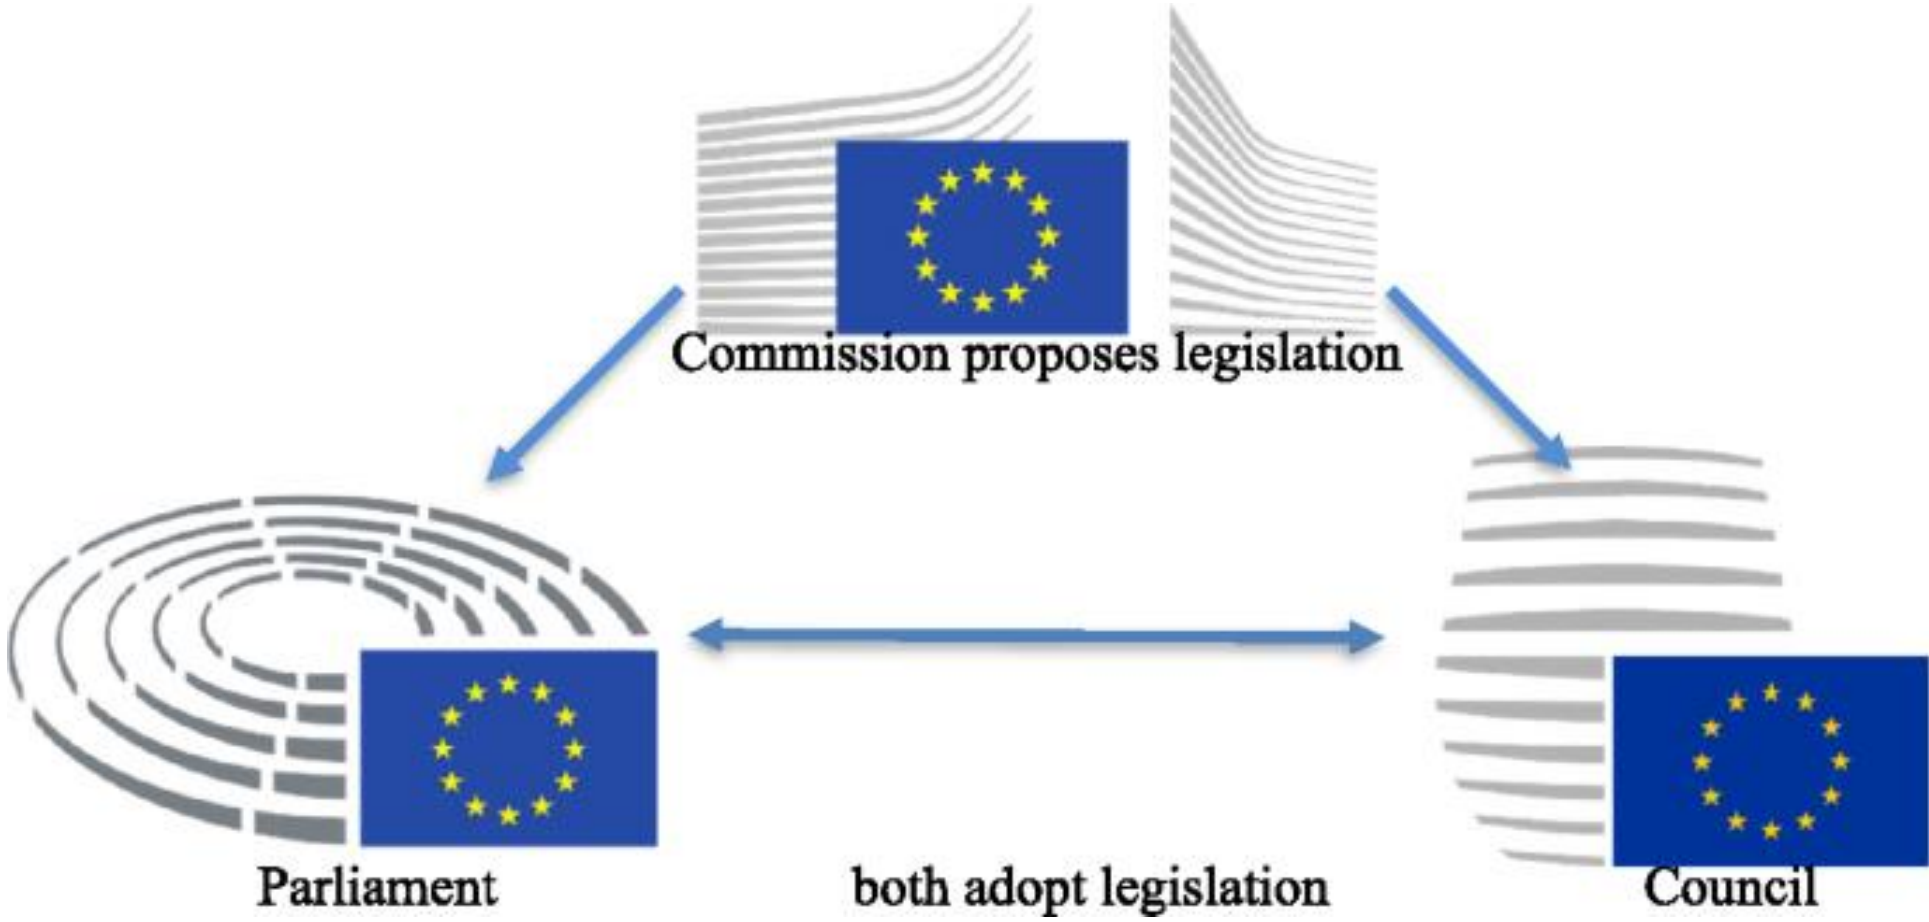 Commission proposes legislation
Parliament
both adopt legislation
Council